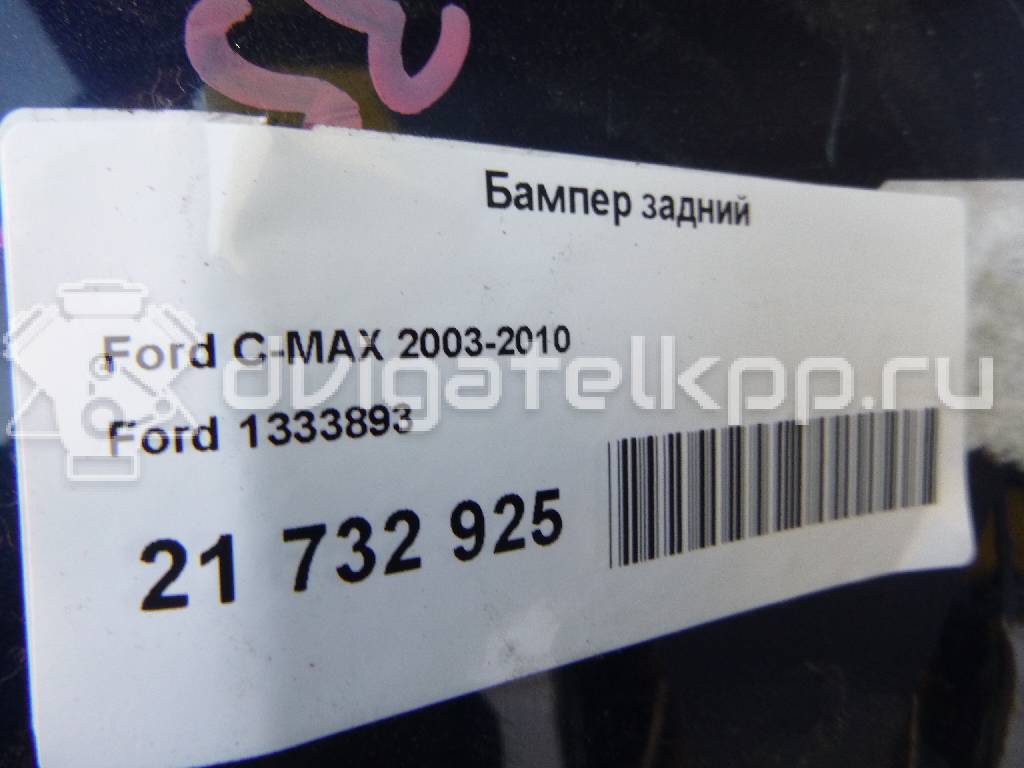 Бампер задний
Ford C-MAX 2003-2010
dvigatelkpp.ru
Ford 1333893
21 732 925